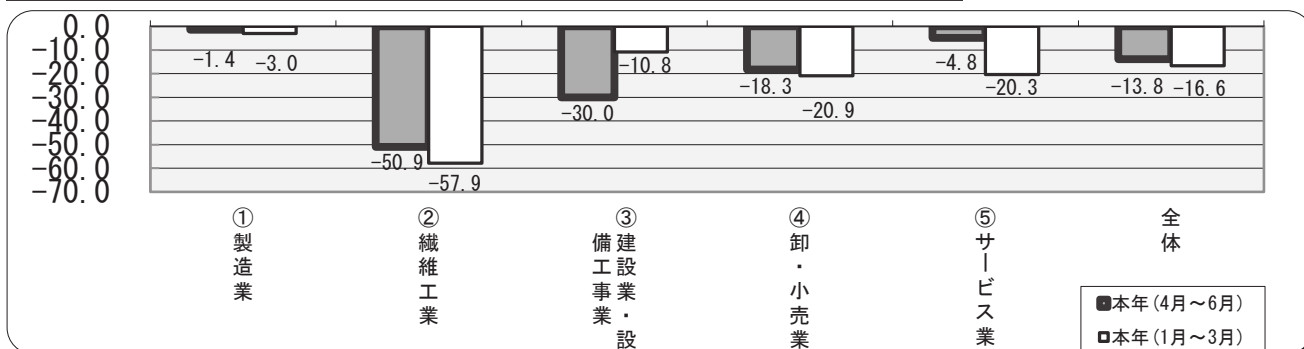 0.0
-10.0
-20.0
-30.0
-40.0
-50.0
-60.0
-70.0
-1.4
-3.0
-50.9
-57.9
-30.0
-10.8
-18.3
-20.9
-4.8
-20.3
-13.8
-16.6
①製造業
②繊維工業
③建設業・設
備工事業
④卸・小売業
⑤サービス業
全体
本年(4月～6月)
本年(1月～3月)